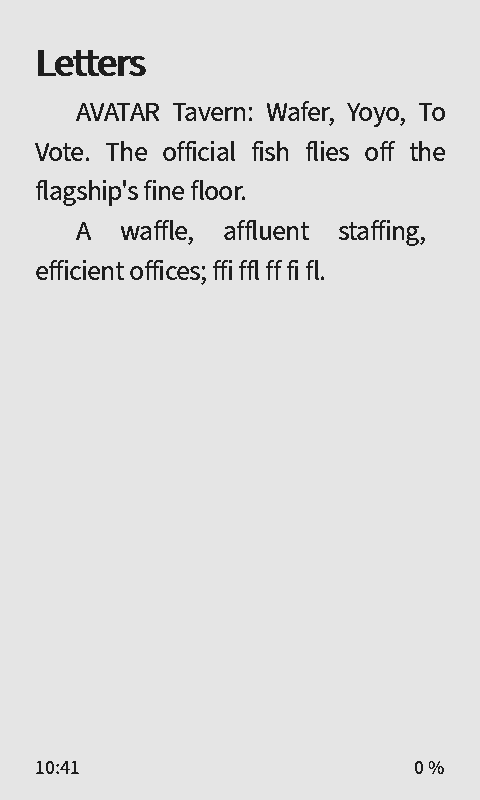 Letters
AVATAR Tavern: Wafer, Yoyo, To
Vote. The official fish flies off the
flagship's fine floor.
A waffle, affluent staffing,
efficient offices; ffi ffl ff fi fl.
10:41 0 %